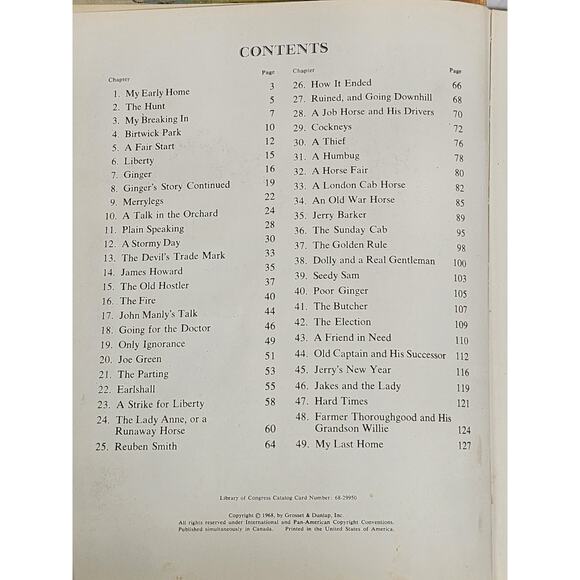 CONTENTS
Chapter Page
1. My Early Home 3
2. The Hunt 5
3. My Breaking In 7
4. Birtwick Park 10
5. A Fair Start 12
6. Liberty 15
7. Ginger 16
8. Ginger's Story Continued 19
9. Merrylegs 22
10. A Talk in the Orchard 24
11. Plain Speaking 28
12. A Stormy Day 30
13. The Devil's Trade Mark 33
14. James Howard 35
15. The Old Hostler 37
16. The Fire 40
17. John Manly's Talk 44
18. Going for the Doctor 46
19. Only Ignorance 49
20. Joe Green 51
21. The Parting 53
22. Earlshall 55
23. A Strike for Liberty 58
24. The Lady Anne, or a
Runaway Horse 60
25. Reuben Smith 64
Chapter Page
26. How It Ended 66
27. Ruined, and Going Downhill 68
28. A Job Horse and His Drivers 70
29. Cockneys 72
30. A Thief 76
31. A Humbug 78
32. A Horse Fair 80
33. A London Cab Horse 82
34. An Old War Horse 85
35. Jerry Barker 89
36. The Sunday Cab 95
37. The Golden Rule 98
38. Dolly and a Real Gentleman 100
39. Seedy Sam 103
40. Poor Ginger 105
41. The Butcher 107
42. The Election 109
43. A Friend in Need 110
44. Old Captain and His Successor 112
45. Jerry's New Year 116
46. Jakes and the Lady 119
47. Hard Times 121
48. Farmer Thoroughgood and His
Grandson Willie 124
49. My Last Home 127
Library of Congress Catalog Card Number: 68-29950
Copyright © 1968, by Grosset & Dunlap, Inc.
All rights reserved under International and Pan-American Copyright Conventions.
Published simultaneously in Canada. Printed in the United States of America.